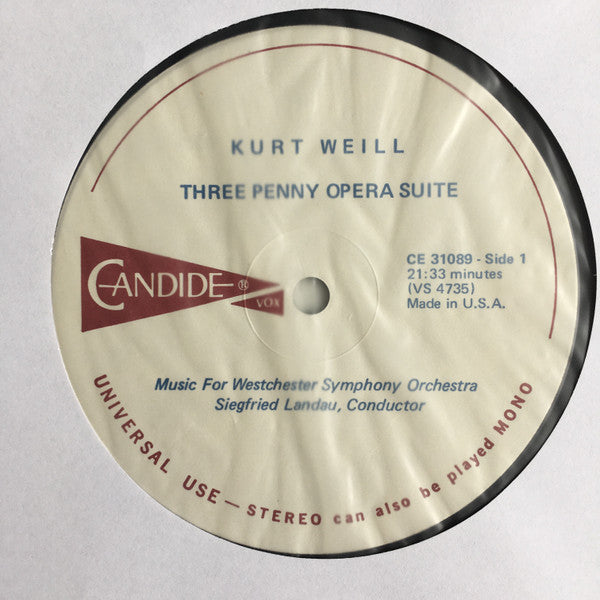 KURT WEILL
THREE PENNY OPERA SUITE
CANDIDE®
VOX
CE 31089 - Side 1
21:33 minutes
(VS 4735)
Made in U.S.A.
Music For Westchester Symphony Orchestra
Siegfried Landau, Conductor
UNIVERSAL USE — STEREO can also be played MONO